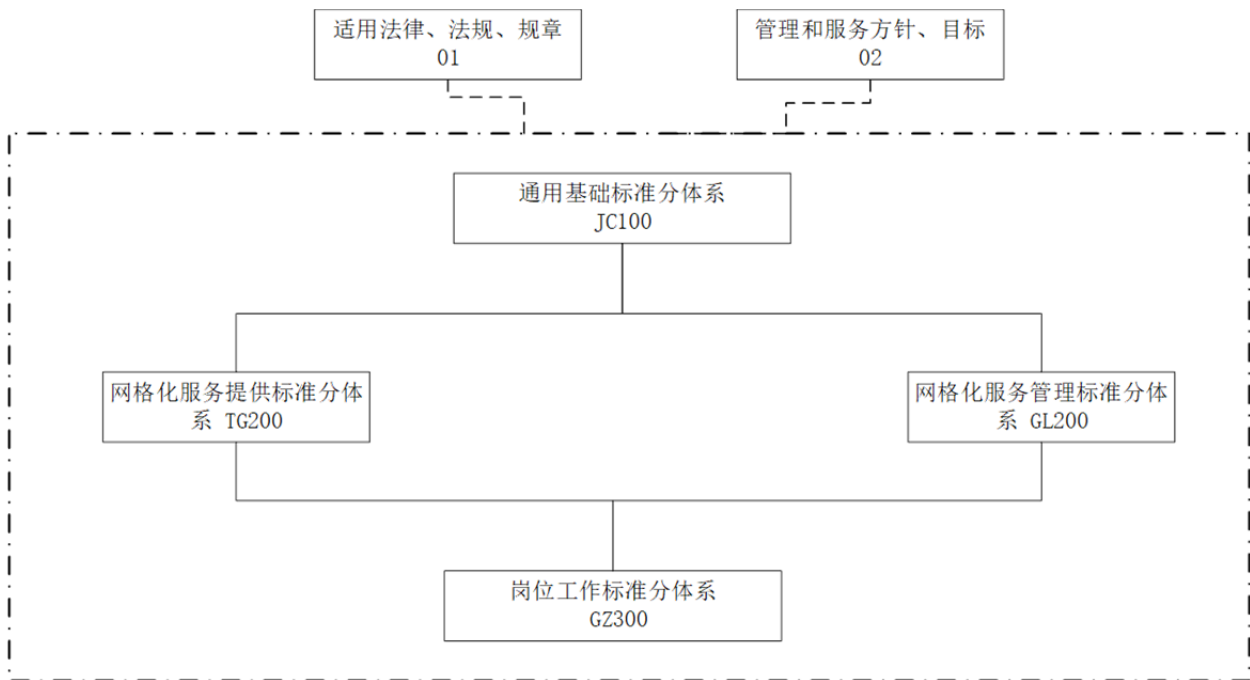 适用法律、法规、规章
01
管理和服务方针、目标
02
通用基础标准分体系
JC100
网格化服务提供标准分体
系 TG200
网格化服务管理标准分体
系 GL200
岗位工作标准分体系
GZ300